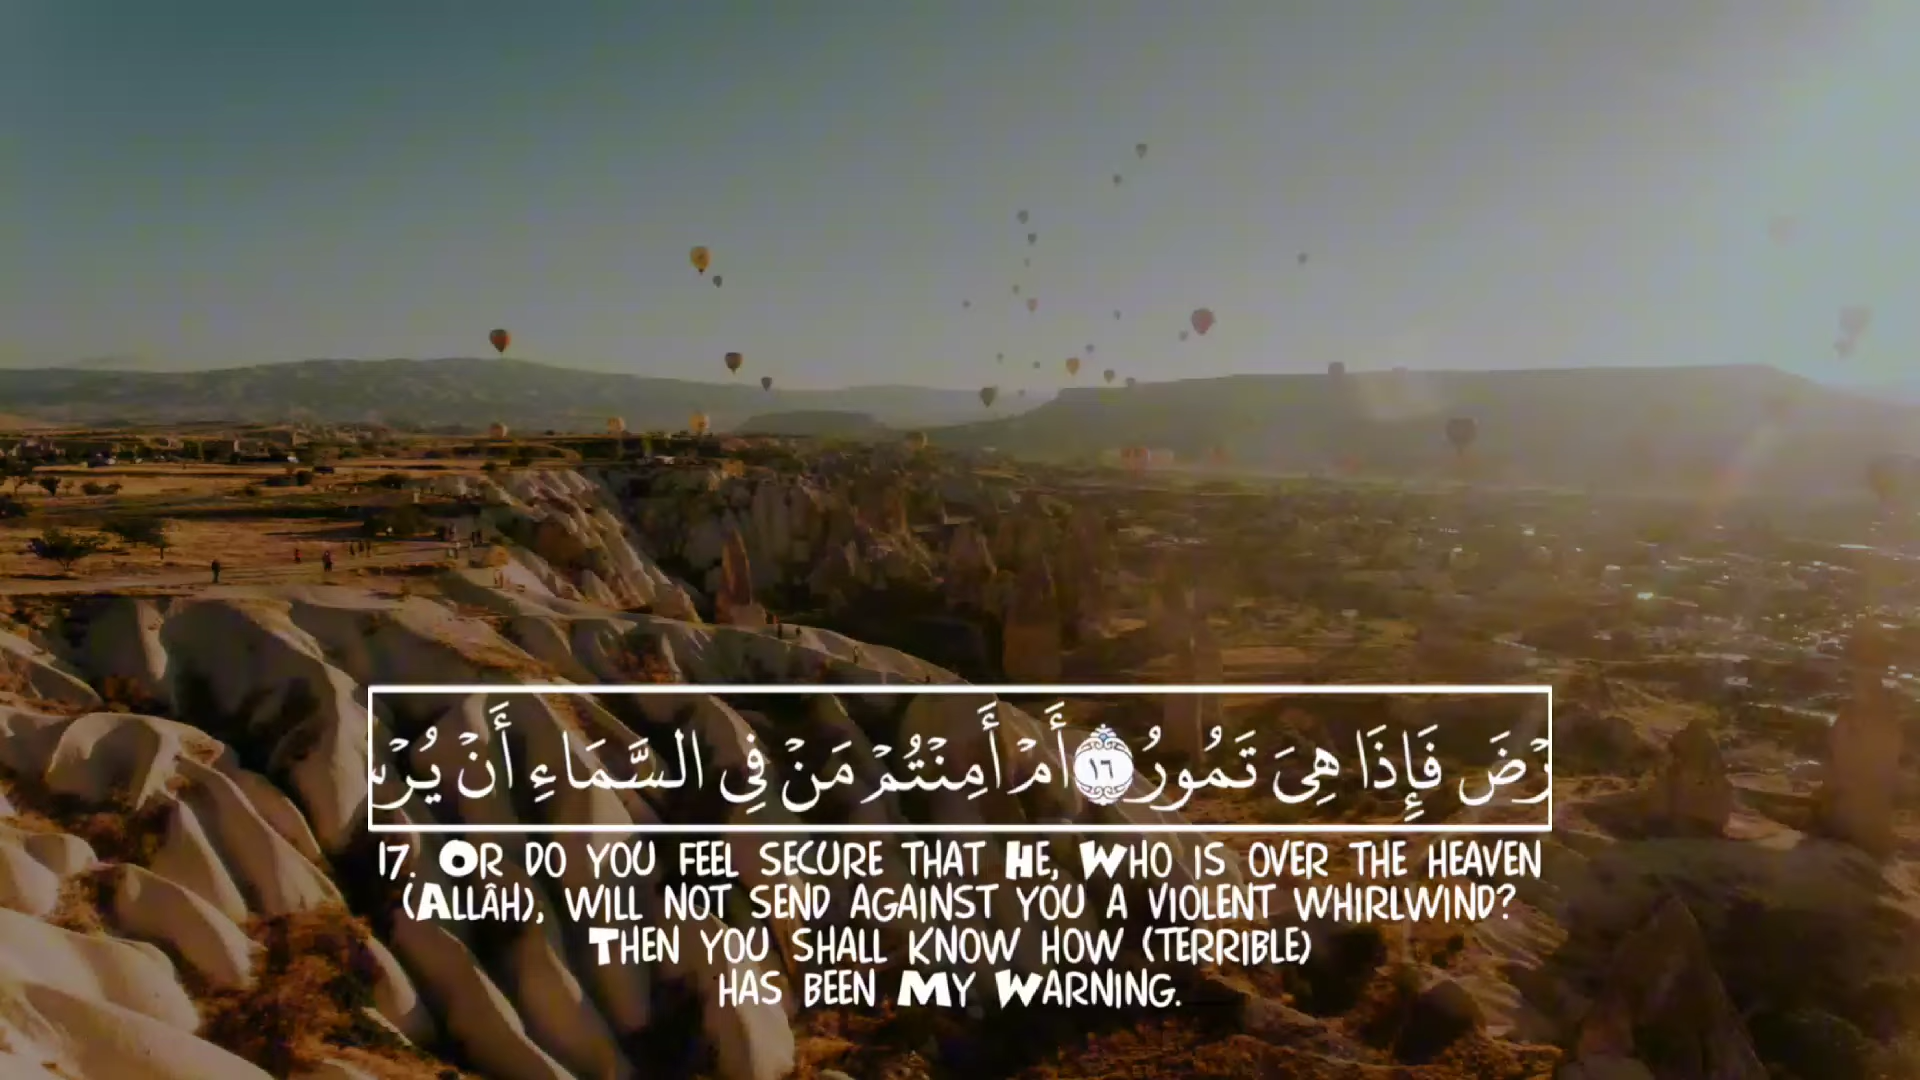 فَإِذَا هِىَ تَمُورُ ١٦ أَمۡ أَمِنۡتُمۡ مَنۡ فِى السَّمَاءِ أَنۡ
17. Or do you feel secure that He, Who is over the heaven
(Allâh), will not send against you a violent whirlwind?
Then you shall know how (terrible)
has been My Warning.